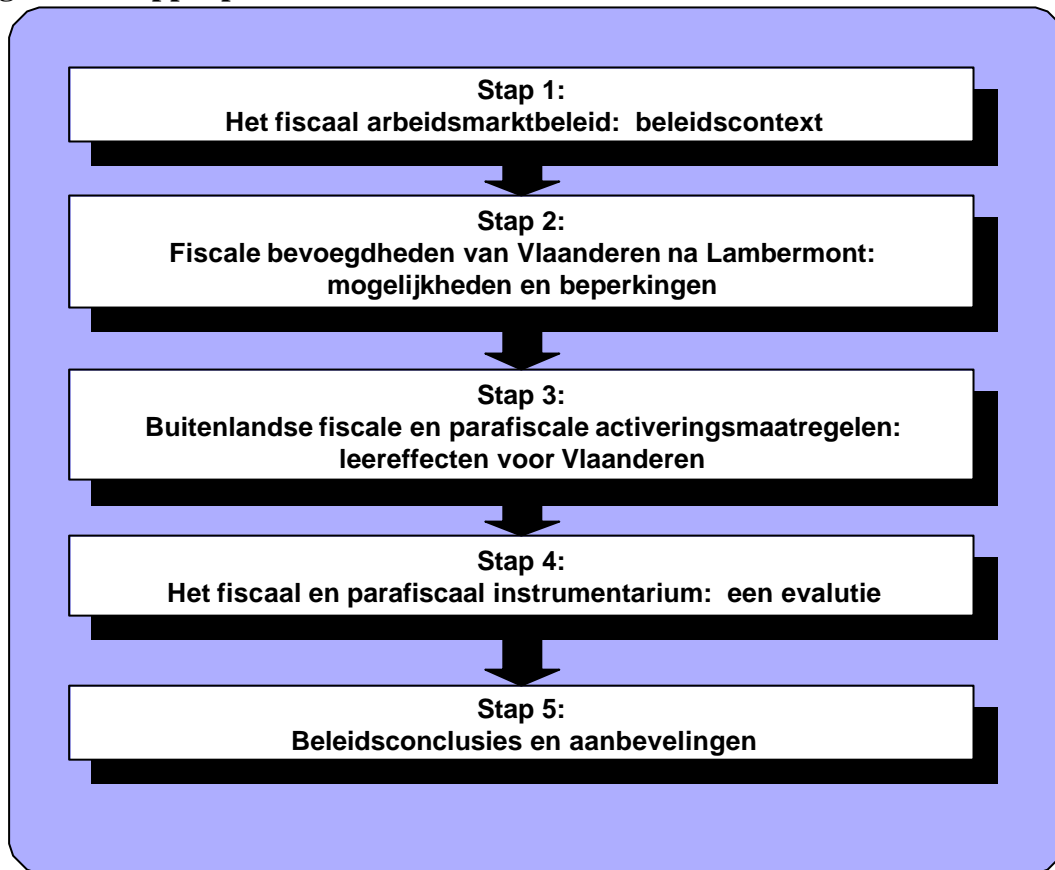 Stap 1:
Het fiscaal arbeidsmarktbeleid: beleidscontext
Stap 2:
Fiscale bevoegdheden van Vlaanderen na Lambermont:
mogelijkheden en beperkingen
Stap 3:
Buitenlandse fiscale en parafiscale activeringsmaatregelen:
leereffecten voor Vlaanderen
Stap 4:
Het fiscaal en parafiscaal instrumentarium: een evalutie
Stap 5:
Beleidsconclusies en aanbevelingen